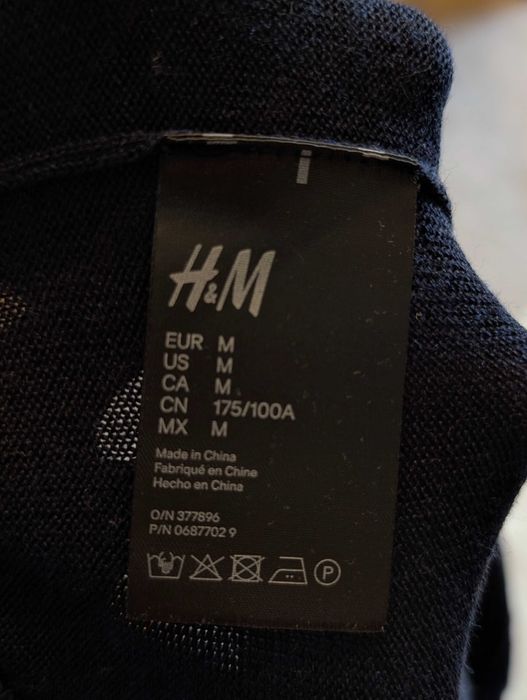 H&M
EUR M
US M
CA M
CN 175/100A
MX M
Made in China
Fabriqué en Chine
Hecho en China
O/N 377896
P/N 0687702 9
P